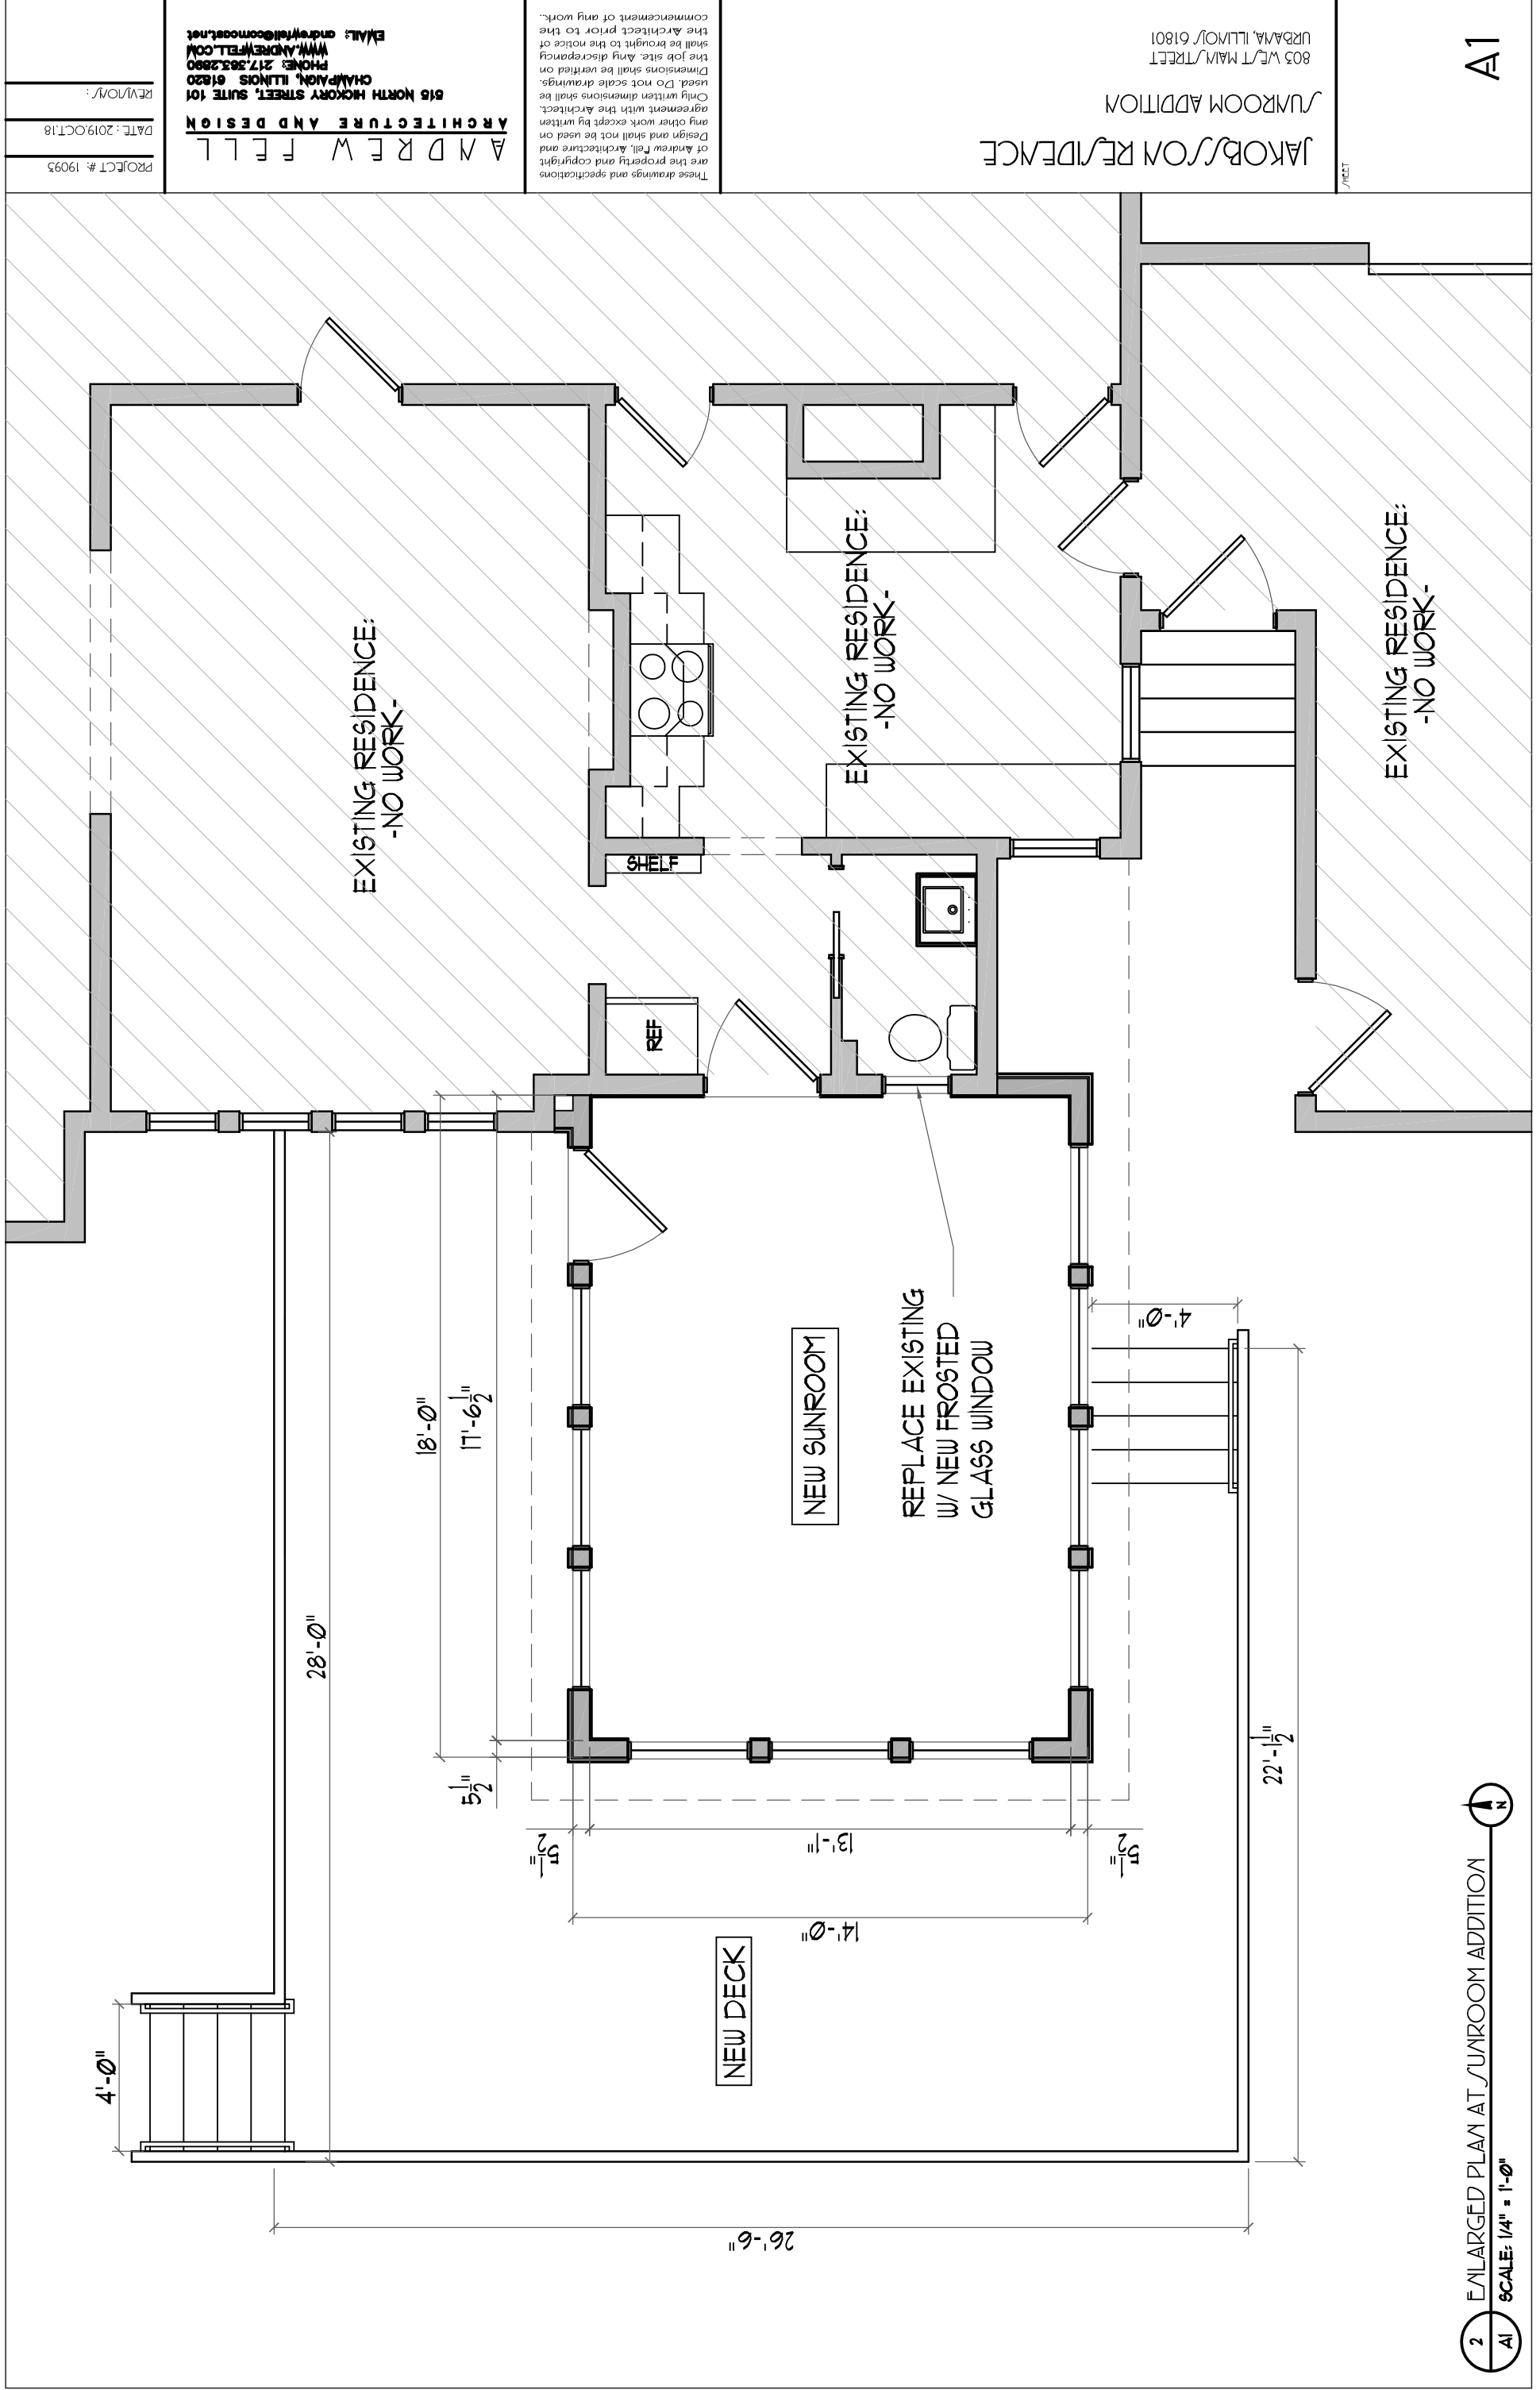 PROJECT #: 19093
DATE : 2019.OCT.18
REVISIONS :
ANDREW FELL
ARCHITECTURE AND DESIGN
515 NORTH HICKORY STREET, SUITE 101
CHAMPAIGN, ILLINOIS 61820
PHONE: 217.363.2890
WWW.ANDREWFELL.COM
EMAIL: andrewfell@comcast.net
These drawings and specifications
are the property and copyright
of Andrew Fell, Architecture and
Design and shall not be used on
any other work except by written
agreement with the Architect.
Only written dimensions shall be
used. Do not scale drawings.
Dimensions shall be verified on
the job site. Any discrepancy
shall be brought to the notice of
the Architect prior to the
commencement of any work..
JAKOBSSON RESIDENCE
SUNROOM ADDITION
803 WEST MAIN STREET
URBANA, ILLINOIS 61801
SHEET
A1
EXISTING RESIDENCE:
-NO WORK-
EXISTING RESIDENCE:
-NO WORK-
EXISTING RESIDENCE:
-NO WORK-
SHELF
REF
NEW SUNROOM
REPLACE EXISTING
W/ NEW FROSTED
GLASS WINDOW
18'-0"
17'-6 1/2"
28'-0"
5 1/2"
5 1/2"
13'-1"
5 1/2"
14'-0"
4'-0"
22'-1 1/2"
NEW DECK
4'-0"
26'-6"
N
2
A1
ENLARGED PLAN AT SUNROOM ADDITION
SCALE: 1/4" = 1'-0"